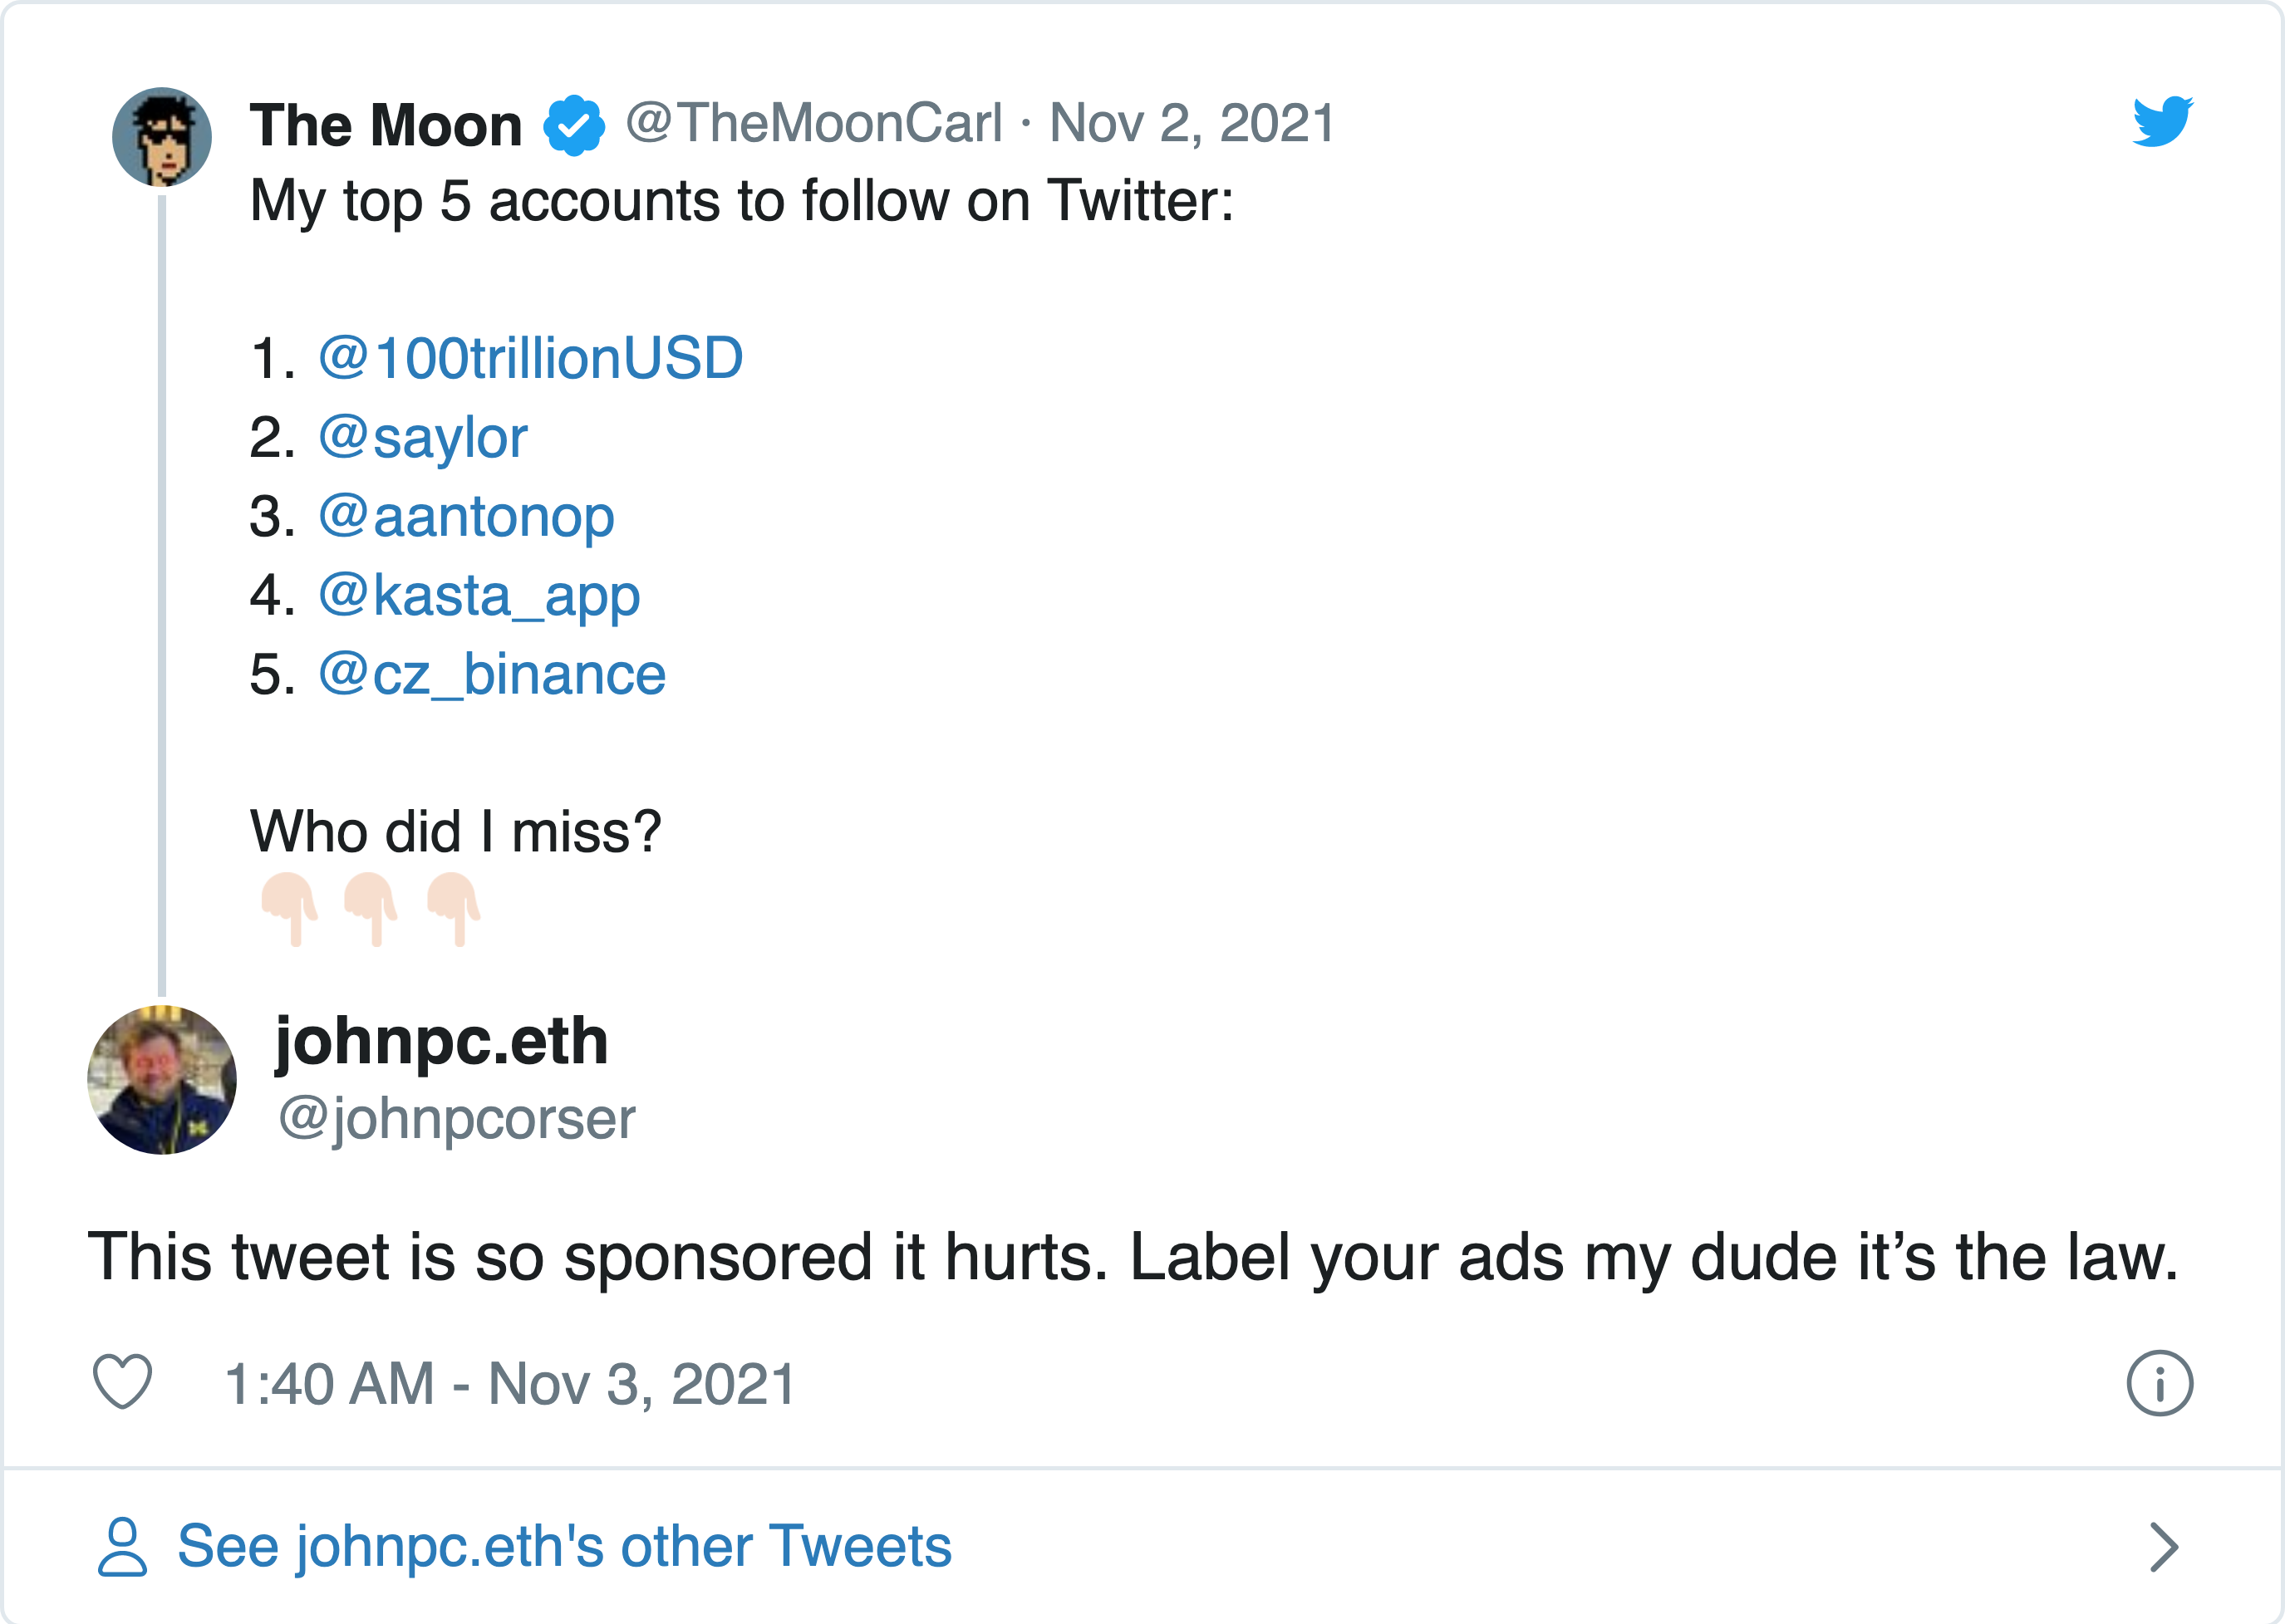 The Moon @TheMoonCarl · Nov 2, 2021
My top 5 accounts to follow on Twitter:
1. @100trillionUSD
2. @saylor
3. @aantonop
4. @kasta_app
5. @cz_binance
Who did I miss?
👇🏻👇🏻👇🏻
johnpc.eth
@johnpcorser
This tweet is so sponsored it hurts. Label your ads my dude it’s the law.
1:40 AM - Nov 3, 2021
See johnpc.eth's other Tweets